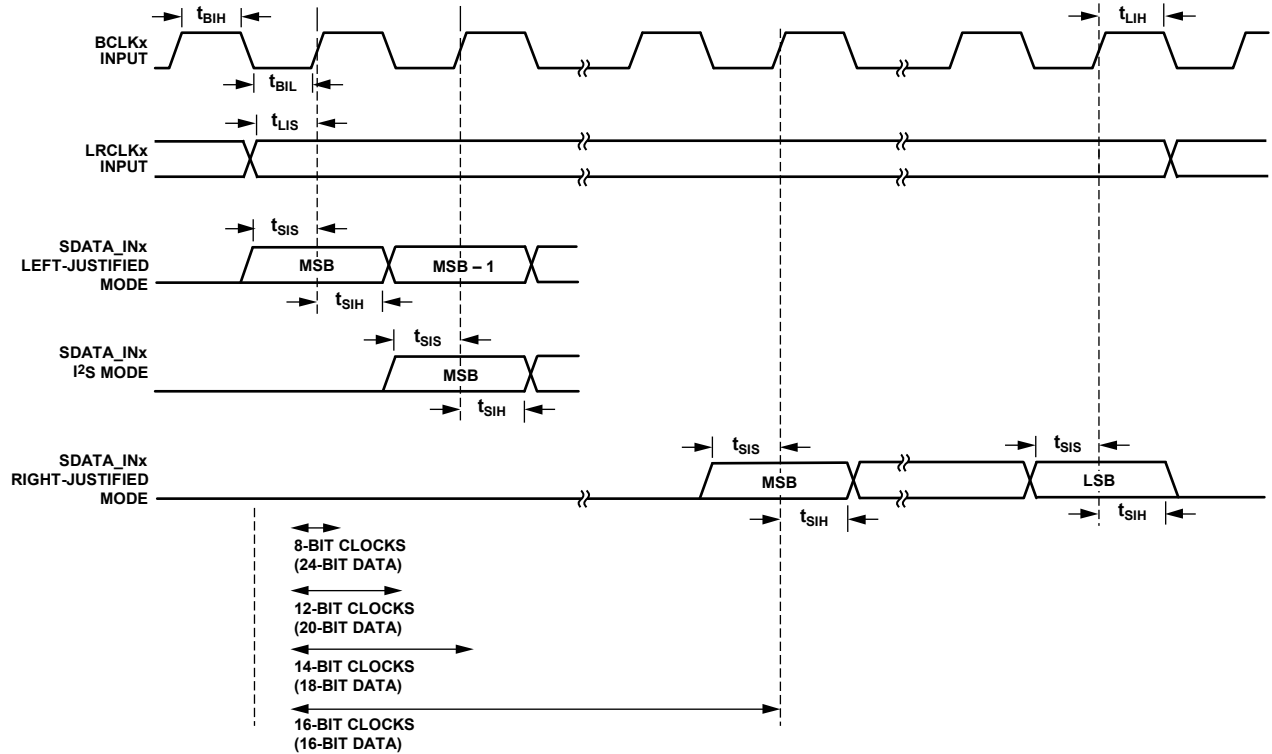 tBIH
tLIH
BCLKx
INPUT
tBIL
tLIS
LRCLKx
INPUT
tSIS
SDATA_INx
LEFT-JUSTIFIED
MODE
MSB
MSB – 1
tSIH
tSIS
SDATA_INx
I2S MODE
MSB
tSIH
tSIS
tSIS
SDATA_INx
RIGHT-JUSTIFIED
MODE
MSB
LSB
tSIH
tSIH
8-BIT CLOCKS
(24-BIT DATA)
12-BIT CLOCKS
(20-BIT DATA)
14-BIT CLOCKS
(18-BIT DATA)
16-BIT CLOCKS
(16-BIT DATA)